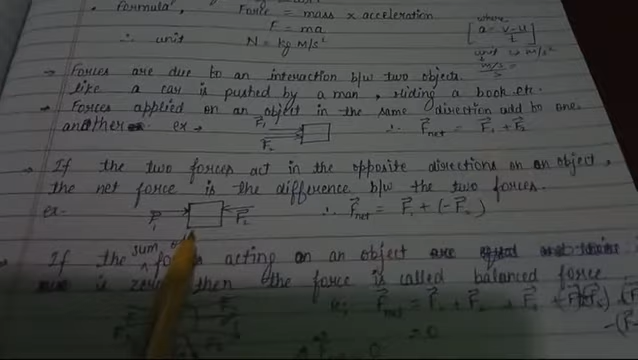 Formula, Force = mass x acceleration
F = ma
∴ unit N = kg m/s²
where
[a = v-u/t]
unit is m/s²
m/s/s =
→ Forces are due to an interaction b/w two objects.
like a car is pushed by a man, sliding a book etc.
→ Forces applied on an object in the same direction add to one
another. ex → F₁ F₂ ∴ F⃗net = F⃗₁ + F⃗₂
→ If the two forces act in the opposite directions on an object,
the net force is the difference b/w the two forces.
ex- F⃗₁ F⃗₂ ∴ F⃗net = F⃗₁ + (-F⃗₂)
→ If the sum of forces acting on an object
is zero, then the force is called balanced force
F⃗net = F⃗₁ + F⃗₂ + F⃗₃
= 0